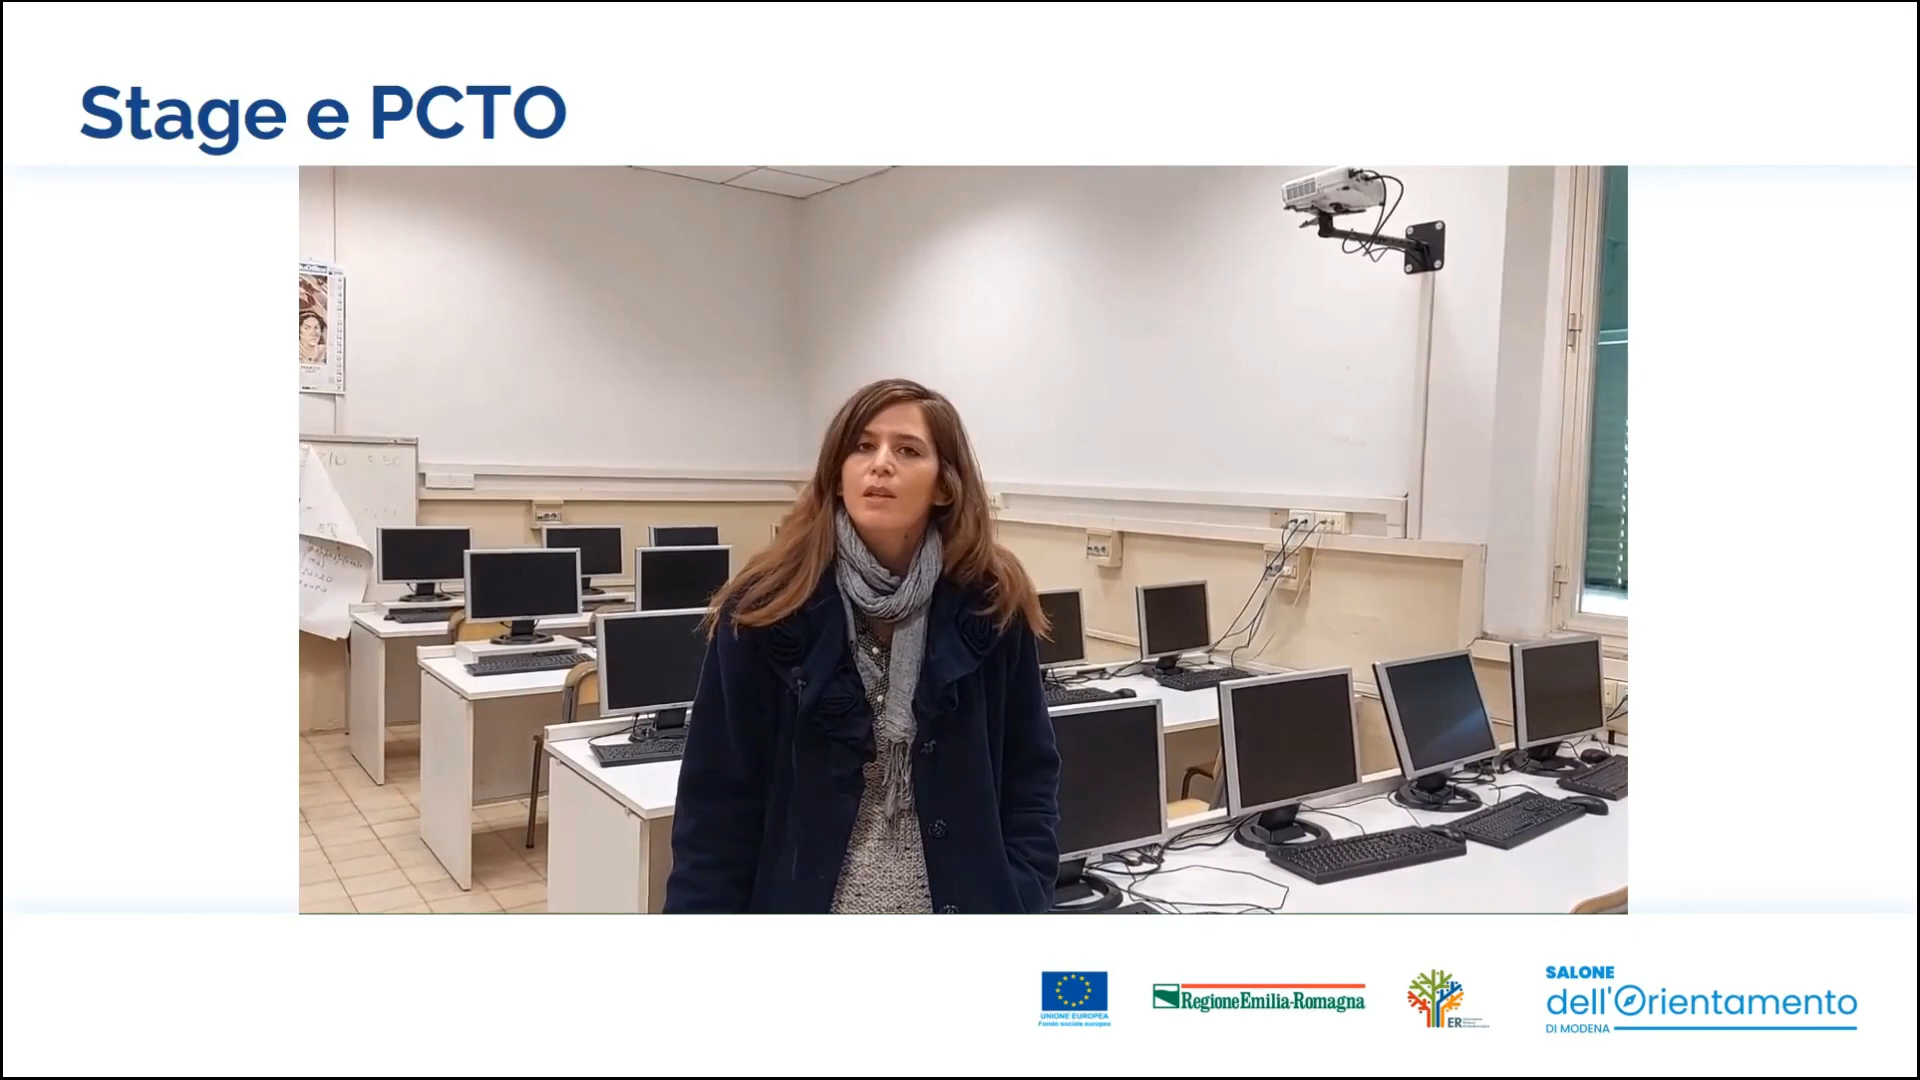 Stage e PCTO
UNIONE EUROPEA
Fondo sociale europeo
RegioneEmilia-Romagna
ER
SALONE
dell'Orientamento
DI MODENA